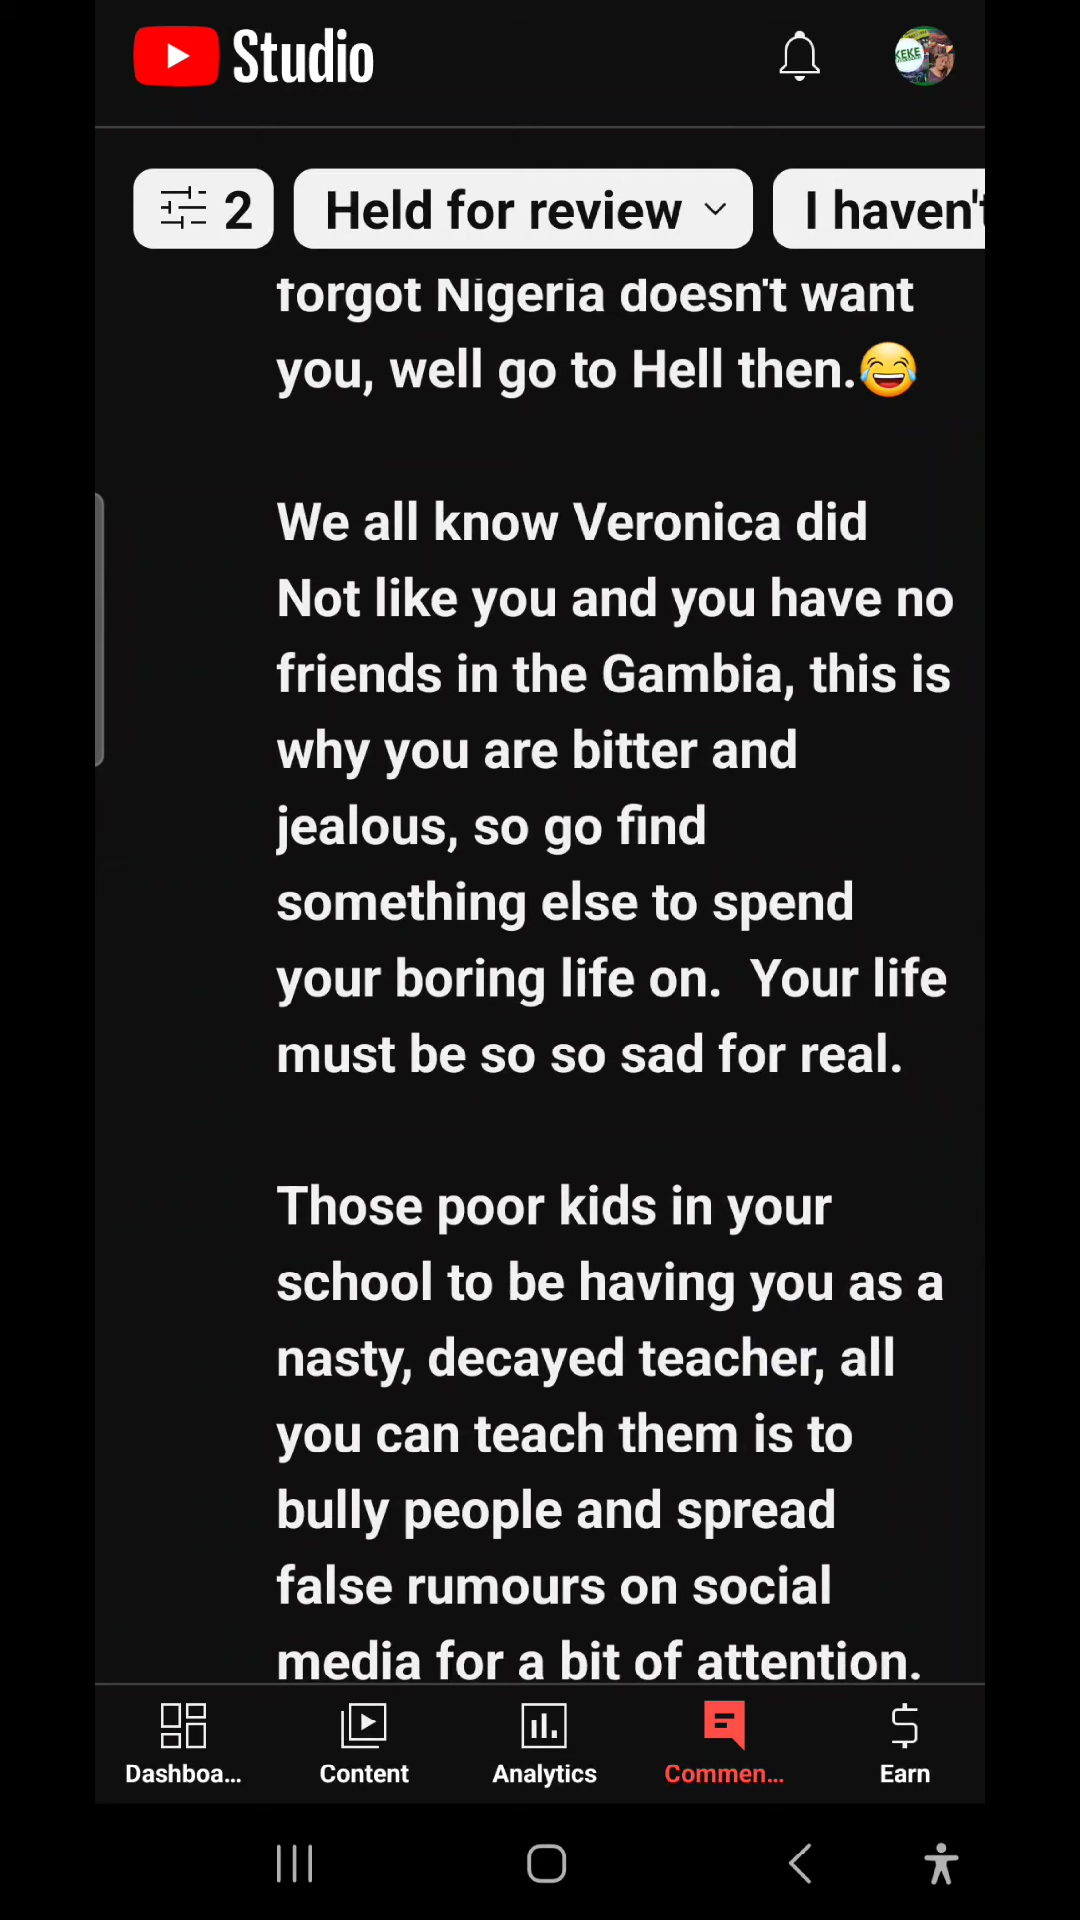 Studio
2
Held for review
I haven't
forgot Nigeria doesn't want
you, well go to Hell then.😂
We all know Veronica did
Not like you and you have no
friends in the Gambia, this is
why you are bitter and
jealous, so go find
something else to spend
your boring life on.  Your life
must be so so sad for real.
Those poor kids in your
school to be having you as a
nasty, decayed teacher, all
you can teach them is to
bully people and spread
false rumours on social
media for a bit of attention.
Dashboa...
Content
Analytics
Commen...
Earn
KEKE